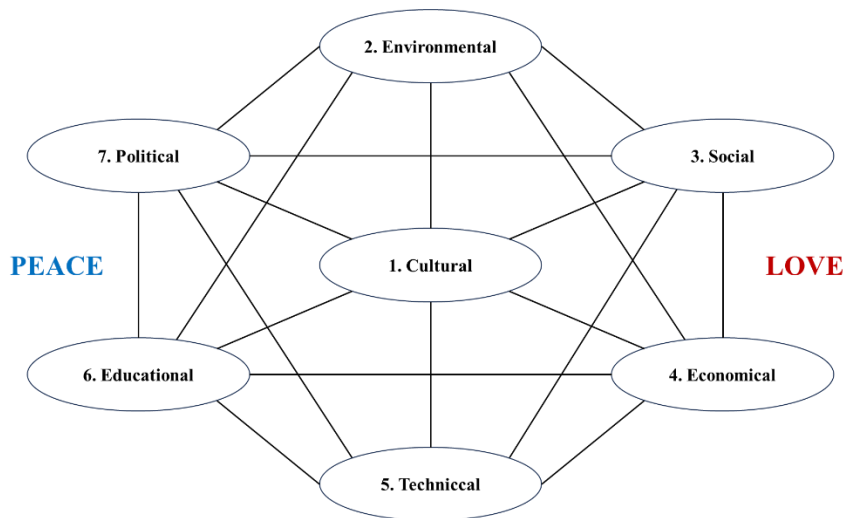 2. Environmental
7. Political
3. Social
PEACE
1. Cultural
LOVE
6. Educational
4. Economical
5. Techniccal